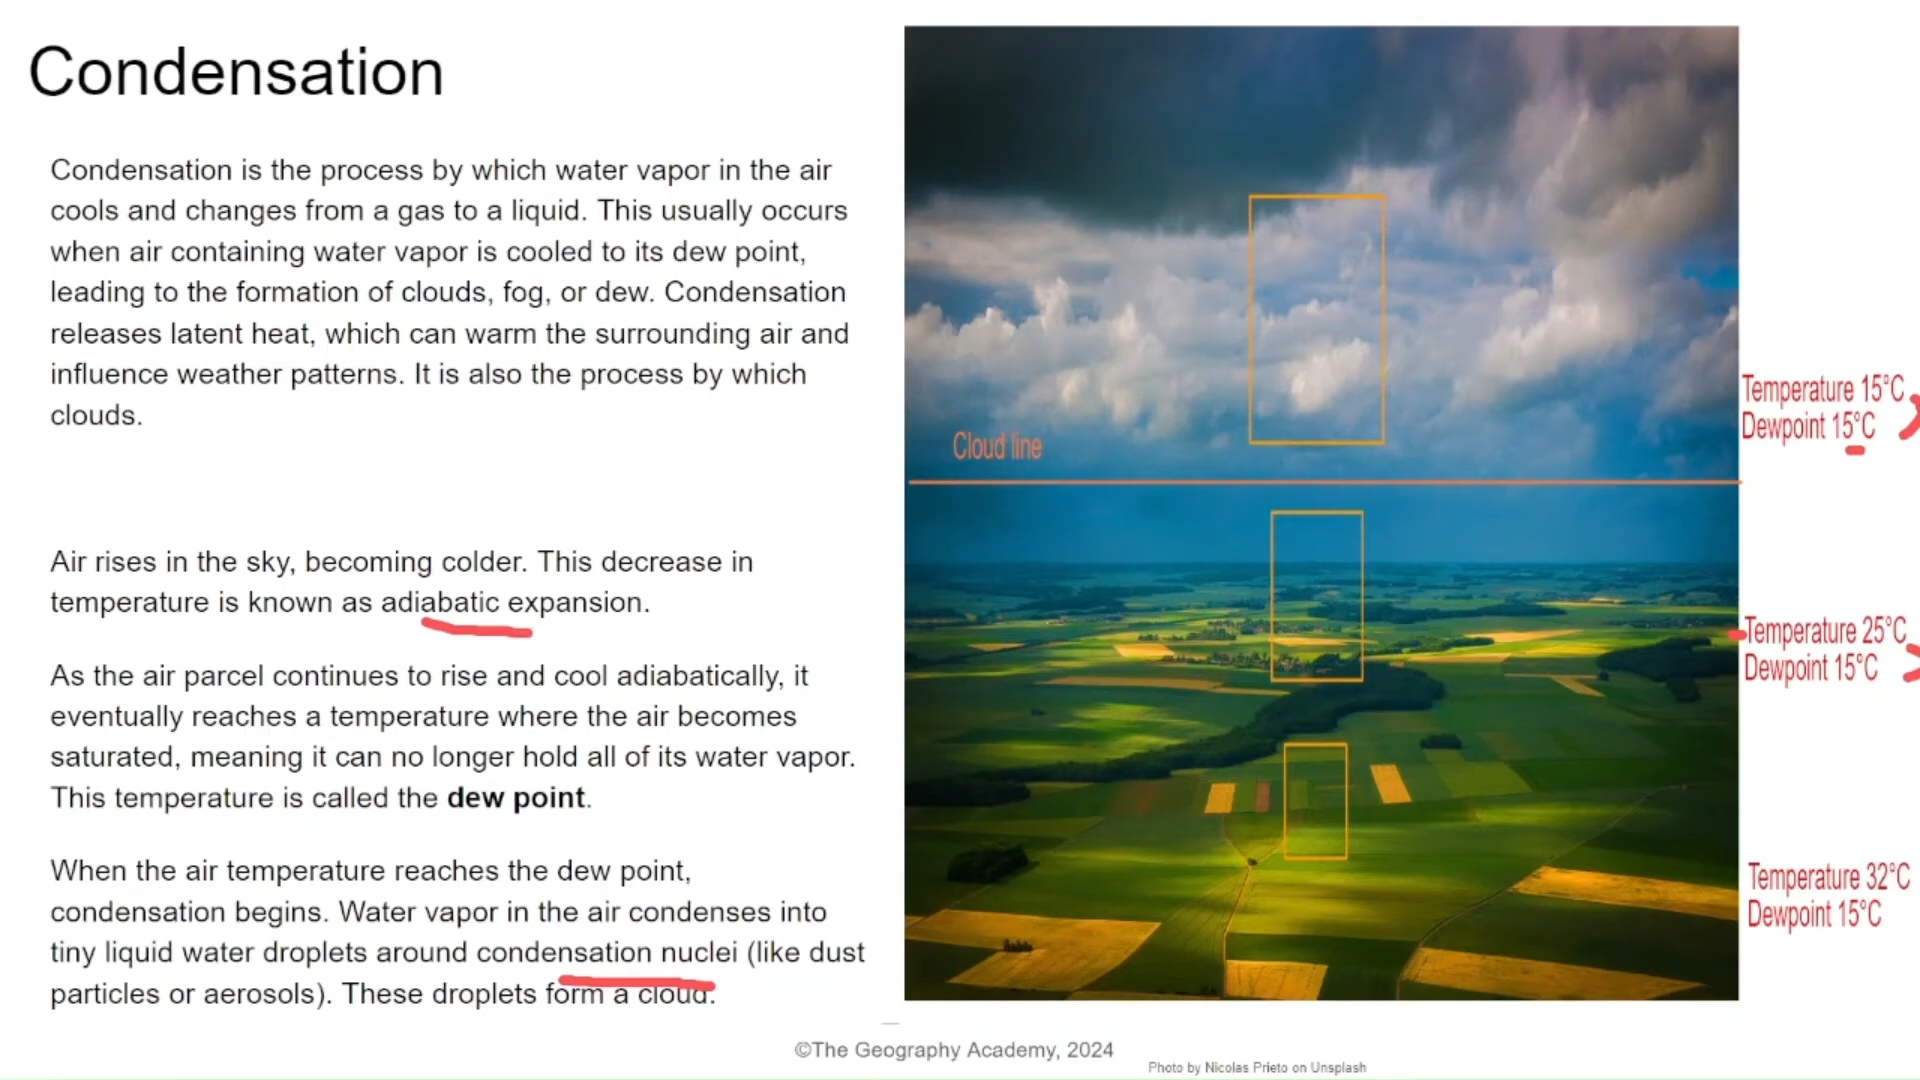 Condensation
Condensation is the process by which water vapor in the air
cools and changes from a gas to a liquid. This usually occurs
when air containing water vapor is cooled to its dew point,
leading to the formation of clouds, fog, or dew. Condensation
releases latent heat, which can warm the surrounding air and
influence weather patterns. It is also the process by which
clouds.
Air rises in the sky, becoming colder. This decrease in
temperature is known as adiabatic expansion.
As the air parcel continues to rise and cool adiabatically, it
eventually reaches a temperature where the air becomes
saturated, meaning it can no longer hold all of its water vapor.
This temperature is called the dew point.
When the air temperature reaches the dew point,
condensation begins. Water vapor in the air condenses into
tiny liquid water droplets around condensation nuclei (like dust
particles or aerosols). These droplets form a cloud.
Cloud line
Temperature 15°C
Dewpoint 15°C
Temperature 25°C
Dewpoint 15°C
Temperature 32°C
Dewpoint 15°C
©The Geography Academy, 2024
Photo by Nicolas Prieto on Unsplash